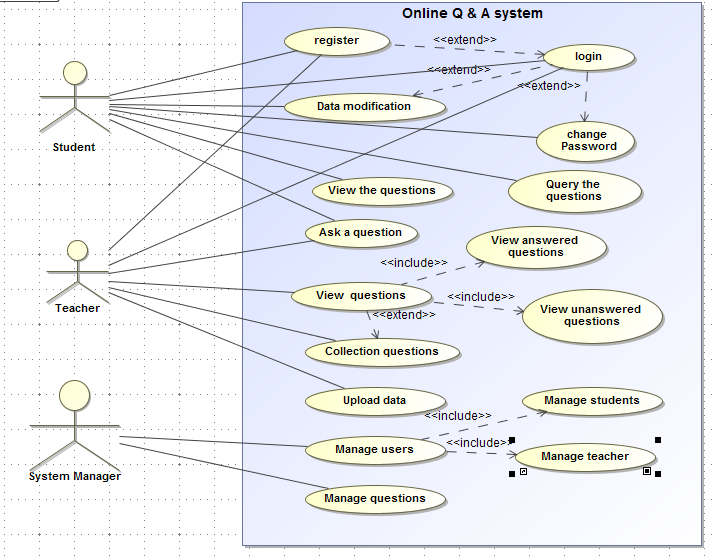 Online Q & A system
register
<<extend>>
login
<<extend>>
<<extend>>
Data modification
change
Password
Student
View the questions
Query the
questions
Ask a question
View answered
questions
<<include>>
Teacher
View questions
<<include>>
<<extend>>
View unanswered
questions
Collection questions
Upload data
Manage students
<<include>>
System Manager
Manage users
<<include>>
Manage teacher
Manage questions